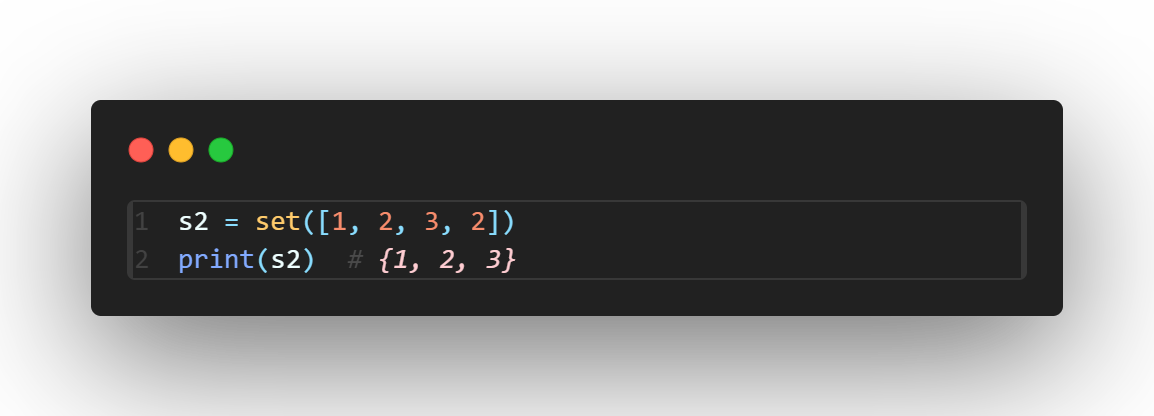 1 s2 = set([1, 2, 3, 2])
2 print(s2)  # {1, 2, 3}